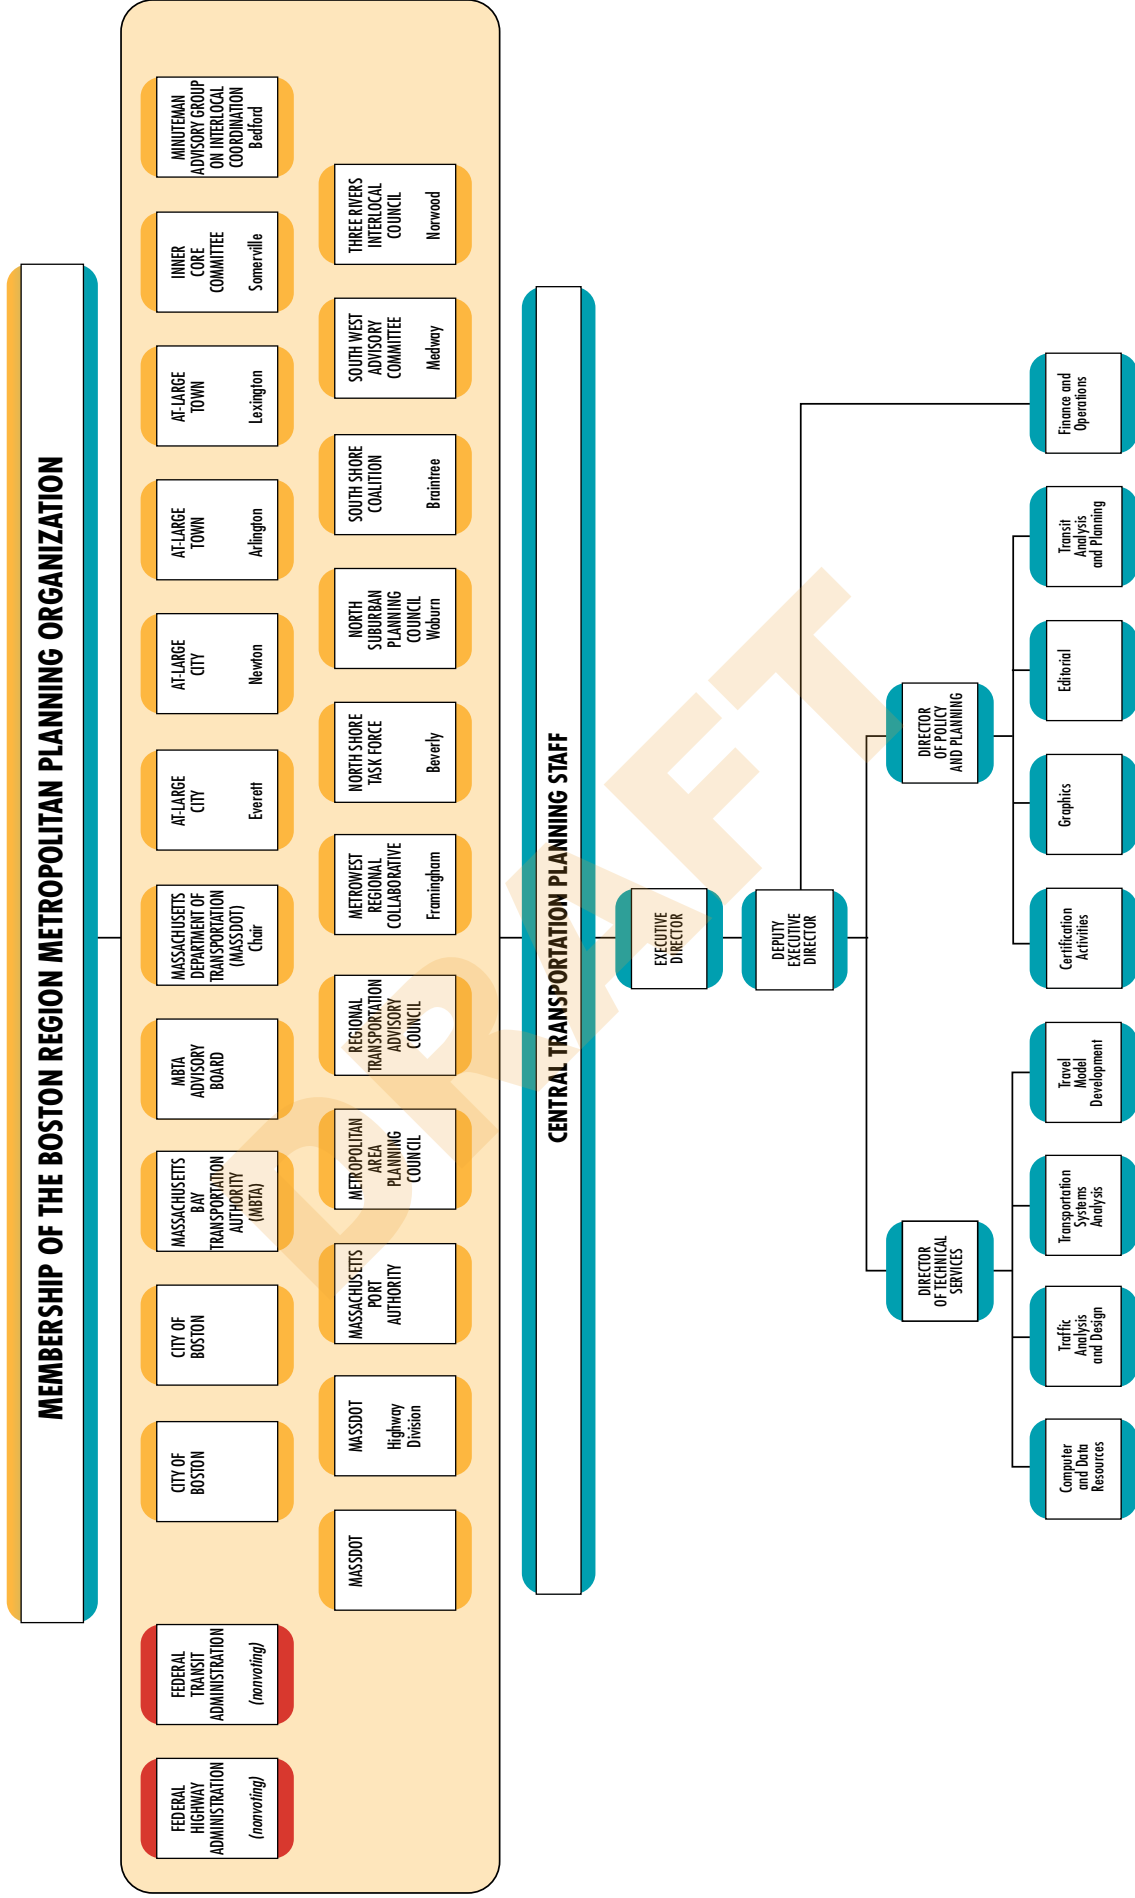 MEMBERSHIP OF THE BOSTON REGION METROPOLITAN PLANNING ORGANIZATION
FEDERAL
HIGHWAY
ADMINISTRATION
(nonvoting)
FEDERAL
TRANSIT
ADMINISTRATION
(nonvoting)
CITY OF
BOSTON
CITY OF
BOSTON
MASSACHUSETTS
BAY
TRANSPORTATION
AUTHORITY
(MBTA)
MBTA
ADVISORY
BOARD
MASSACHUSETTS
DEPARTMENT OF
TRANSPORTATION
(MASSDOT)
Chair
AT-LARGE
CITY
Everett
AT-LARGE
CITY
Newton
AT-LARGE
TOWN
Arlington
AT-LARGE
TOWN
Lexington
INNER
CORE
COMMITTEE
Somerville
MINUTEMAN
ADVISORY GROUP
ON INTERLOCAL
COORDINATION
Bedford
MASSDOT
MASSDOT
Highway
Division
MASSACHUSETTS
PORT
AUTHORITY
METROPOLITAN
AREA
PLANNING
COUNCIL
REGIONAL
TRANSPORTATION
ADVISORY
COUNCIL
METROWEST
REGIONAL
COLLABORATIVE
Framingham
NORTH SHORE
TASK FORCE
Beverly
NORTH
SUBURBAN
PLANNING
COUNCIL
Woburn
SOUTH SHORE
COALITION
Braintree
SOUTH WEST
ADVISORY
COMMITTEE
Medway
THREE RIVERS
INTERLOCAL
COUNCIL
Norwood
CENTRAL TRANSPORTATION PLANNING STAFF
EXECUTIVE
DIRECTOR
DEPUTY
EXECUTIVE
DIRECTOR
DIRECTOR
OF TECHNICAL
SERVICES
DIRECTOR
OF POLICY
AND PLANNING
Computer
and Data
Resources
Traffic
Analysis
and Design
Transportation
Systems
Analysis
Travel
Model
Development
Certification
Activities
Graphics
Editorial
Transit
Analysis
and Planning
Finance and
Operations
DRAFT